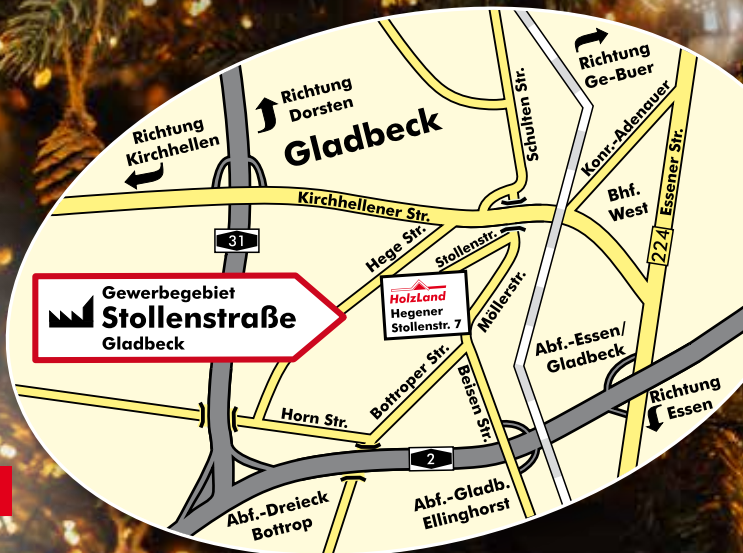 Richtung
Ge-Buer
Richtung
Dorsten
Gladbeck
Richtung
Kirchhellen
Schulten Str.
Konr.-Adenauer
Essener Str.
Bhf.
West
224
Kirchhellener Str.
31
Hege Str.
Stollenstr.
Möllerstr.
HolzLand
Hegener
Stollenstr. 7
Gewerbegebiet
Stollenstraße
Gladbeck
Abf.-Essen/
Gladbeck
Richtung
Essen
Bottroper Str.
Beisen Str.
Horn Str.
2
Abf.-Dreieck
Bottrop
Abf.-Gladb.
Ellinghorst